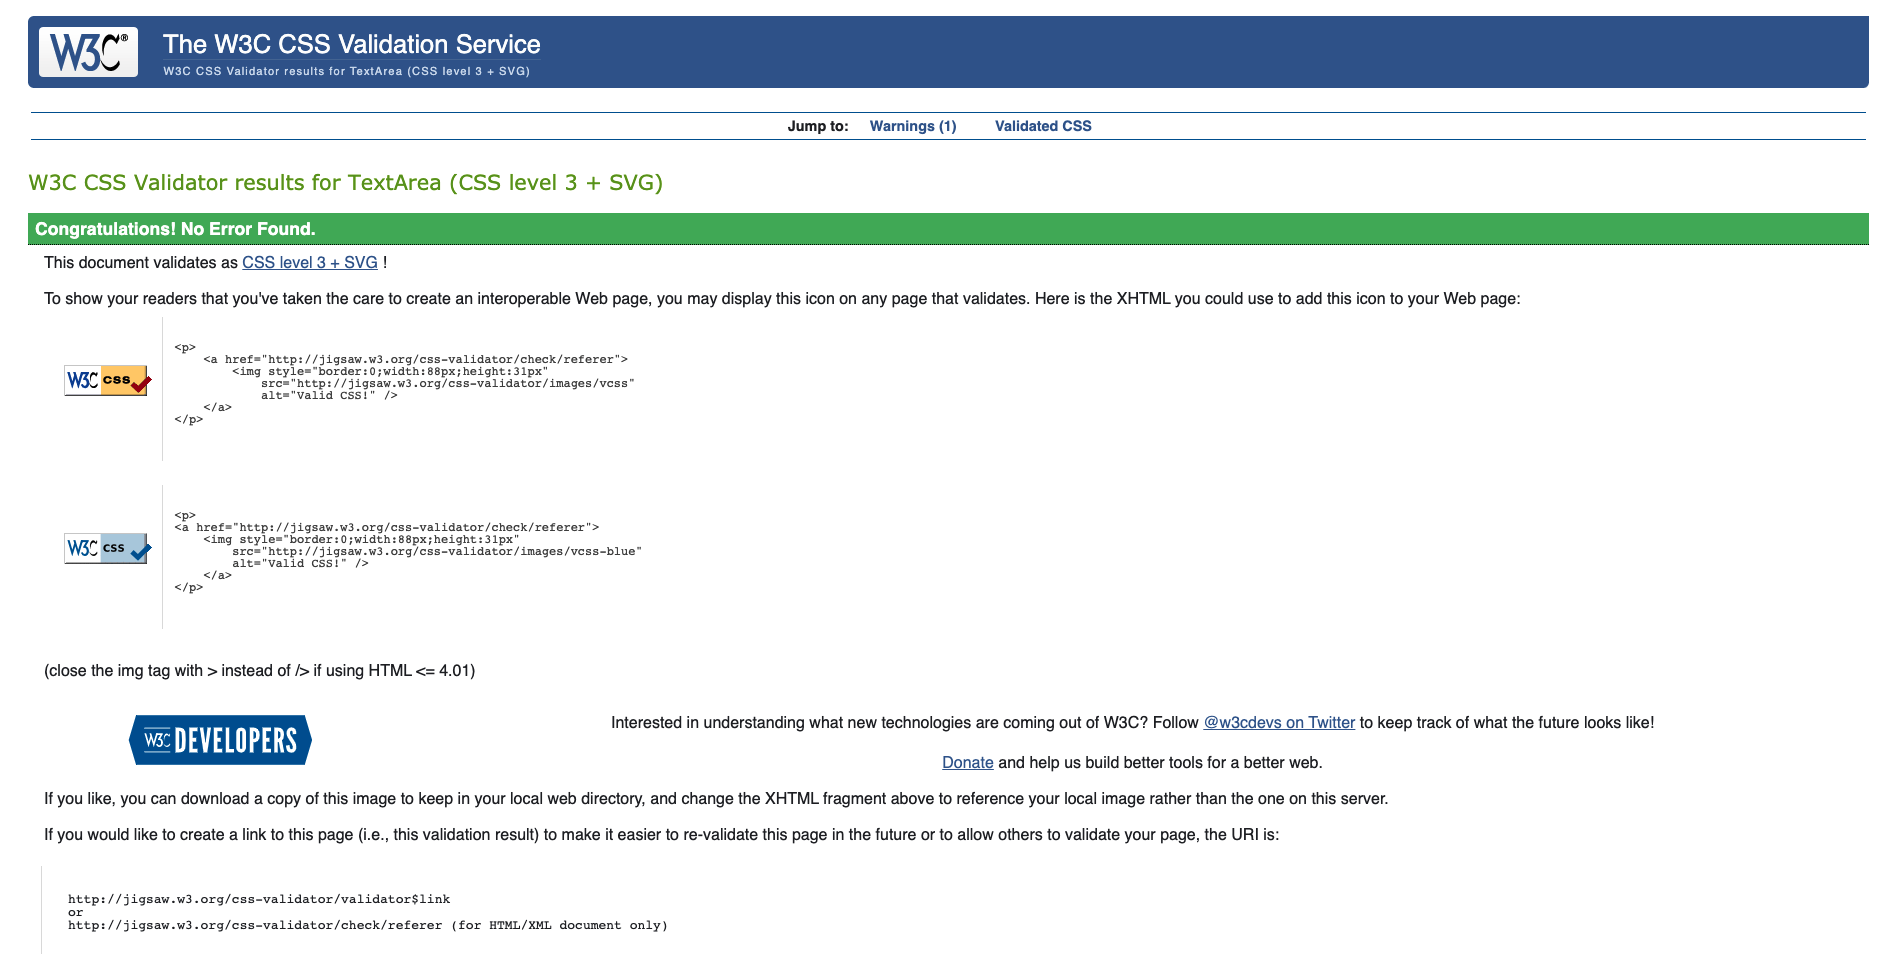 W3C®
The W3C CSS Validation Service
W3C CSS Validator results for TextArea (CSS level 3 + SVG)
Jump to: Warnings (1) Validated CSS
W3C CSS Validator results for TextArea (CSS level 3 + SVG)
Congratulations! No Error Found.
This document validates as CSS level 3 + SVG !
To show your readers that you've taken the care to create an interoperable Web page, you may display this icon on any page that validates. Here is the XHTML you could use to add this icon to your Web page:
W3C css
<p>
    <a href="http://jigsaw.w3.org/css-validator/check/referer">
        <img style="border:0;width:88px;height:31px"
            src="http://jigsaw.w3.org/css-validator/images/vcss"
            alt="Valid CSS!" />
    </a>
</p>
W3C css
<p>
<a href="http://jigsaw.w3.org/css-validator/check/referer">
    <img style="border:0;width:88px;height:31px"
        src="http://jigsaw.w3.org/css-validator/images/vcss-blue"
        alt="Valid CSS!" />
    </a>
</p>
(close the img tag with > instead of /> if using HTML <= 4.01)
W3C DEVELOPERS
Interested in understanding what new technologies are coming out of W3C? Follow @w3cdevs on Twitter to keep track of what the future looks like!
Donate and help us build better tools for a better web.
If you like, you can download a copy of this image to keep in your local web directory, and change the XHTML fragment above to reference your local image rather than the one on this server.
If you would like to create a link to this page (i.e., this validation result) to make it easier to re-validate this page in the future or to allow others to validate your page, the URI is:
http://jigsaw.w3.org/css-validator/validator$link
or
http://jigsaw.w3.org/css-validator/check/referer (for HTML/XML document only)